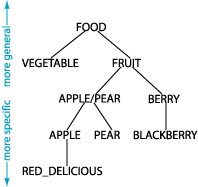 FOOD
more general
VEGETABLE FRUIT
APPLE/PEAR BERRY
more specific
APPLE PEAR BLACKBERRY
RED_DELICIOUS